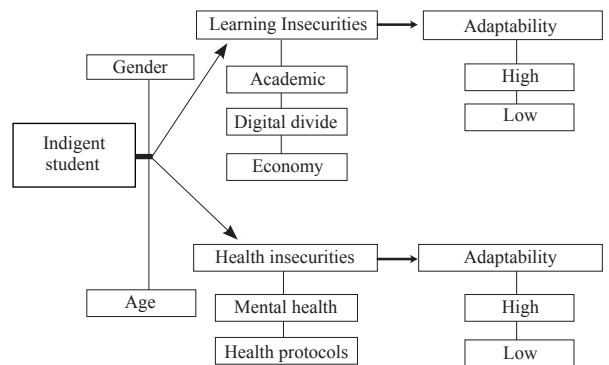 Learning Insecurities
Adaptability
Gender
Academic
High
Digital divide
Low
Indigent
student
Economy
Health insecurities
Adaptability
Age
Mental health
High
Health protocols
Low